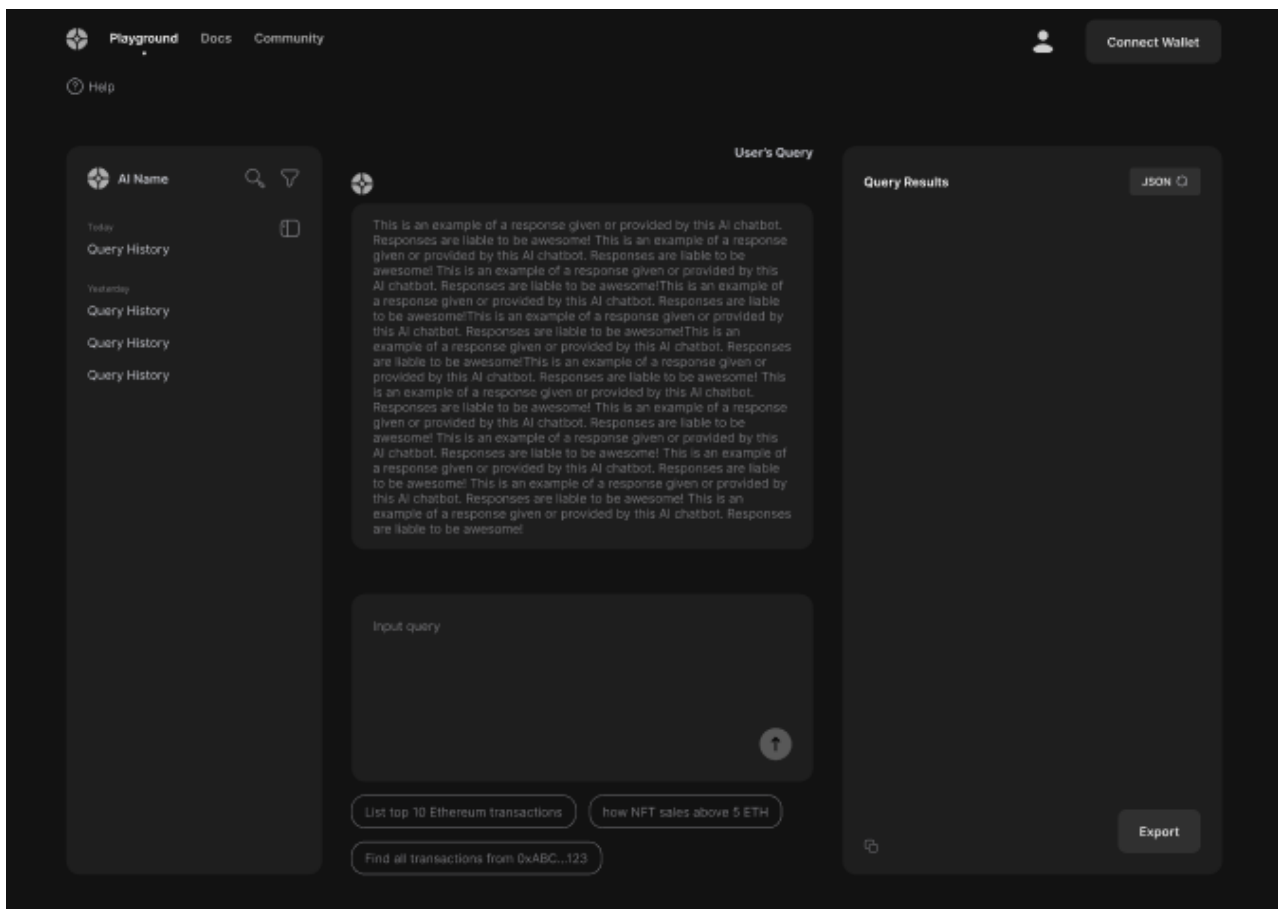 Playground Docs Community
Connect Wallet
Help
AI Name
Today
Query History
Yesterday
Query History
Query History
Query History
User's Query
This is an example of a response given or provided by this AI chatbot.
Responses are liable to be awesome! This is an example of a response
given or provided by this AI chatbot. Responses are liable to be
awesome! This is an example of a response given or provided by this
AI chatbot. Responses are liable to be awesome!This is an example of
a response given or provided by this AI chatbot. Responses are liable
to be awesome!This is an example of a response given or provided by
this AI chatbot. Responses are liable to be awesome!This is an
example of a response given or provided by this AI chatbot. Responses
are liable to be awesome!This is an example of a response given or
provided by this AI chatbot. Responses are liable to be awesome! This
is an example of a response given or provided by this AI chatbot.
Responses are liable to be awesome! This is an example of a response
given or provided by this AI chatbot. Responses are liable to be
awesome! This is an example of a response given or provided by this
AI chatbot. Responses are liable to be awesome! This is an example of
a response given or provided by this AI chatbot. Responses are liable
to be awesome! This is an example of a response given or provided by
this AI chatbot. Responses are liable to be awesome! This is an
example of a response given or provided by this AI chatbot. Responses
are liable to be awesome!
Input query
List top 10 Ethereum transactions
how NFT sales above 5 ETH
Find all transactions from 0xABC...123
Query Results
JSON
Export